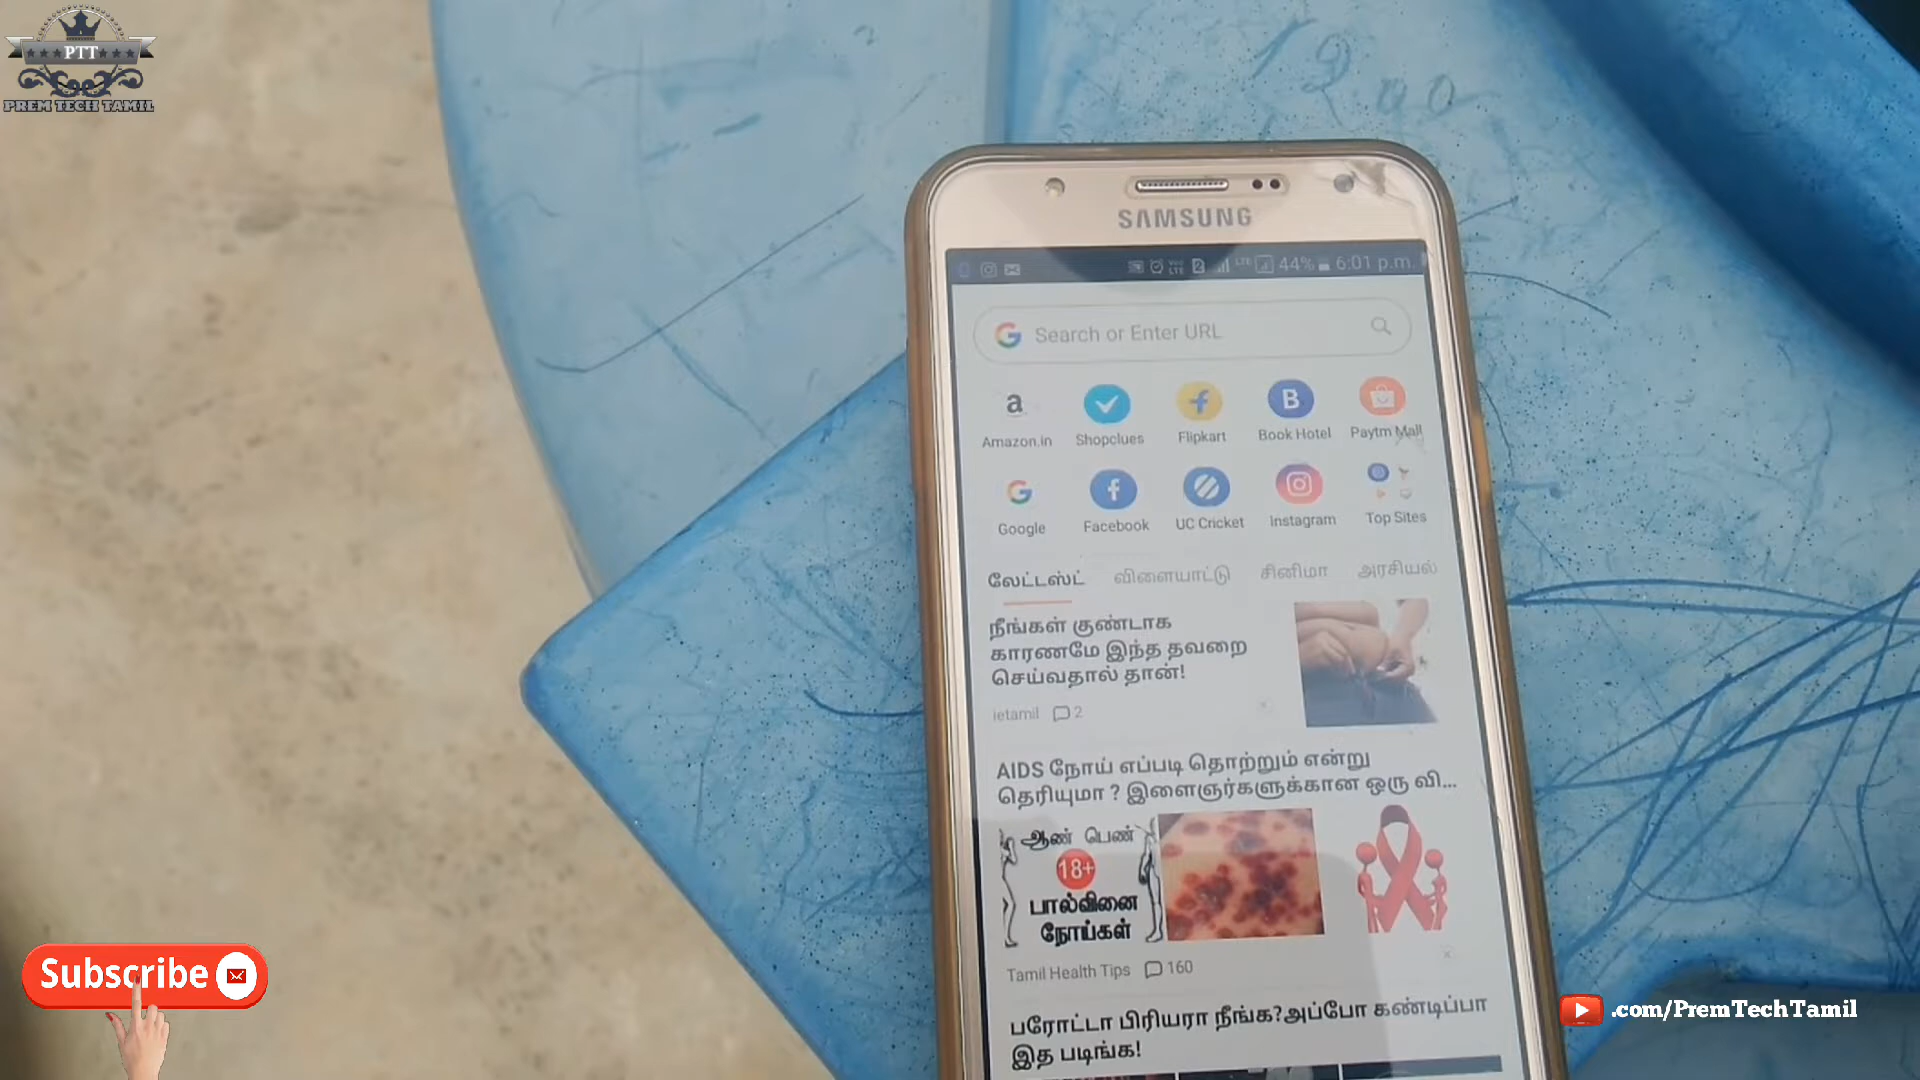 PTT
PREM TECH TAMIL
1200
SAMSUNG
LTE 44% 6:01 p.m.
Search or Enter URL
a
B
Amazon.in Shopclues Flipkart Book Hotel Paytm Mall
Google Facebook UC Cricket Instagram Top Sites
லேட்டஸ்ட் விளையாட்டு சினிமா அரசியல்
நீங்கள் குண்டாக
காரணமே இந்த தவறை
செய்வதால் தான்!
ietamil 2
AIDS நோய் எப்படி தொற்றும் என்று
தெரியுமா ? இளைஞர்களுக்கான ஒரு வி...
ஆண் பெண்
18+
பால்வினை
நோய்கள்
Tamil Health Tips 160
பரோட்டா பிரியரா நீங்க?அப்போ கண்டிப்பா
இத படிங்க!
Subscribe
.com/PremTechTamil